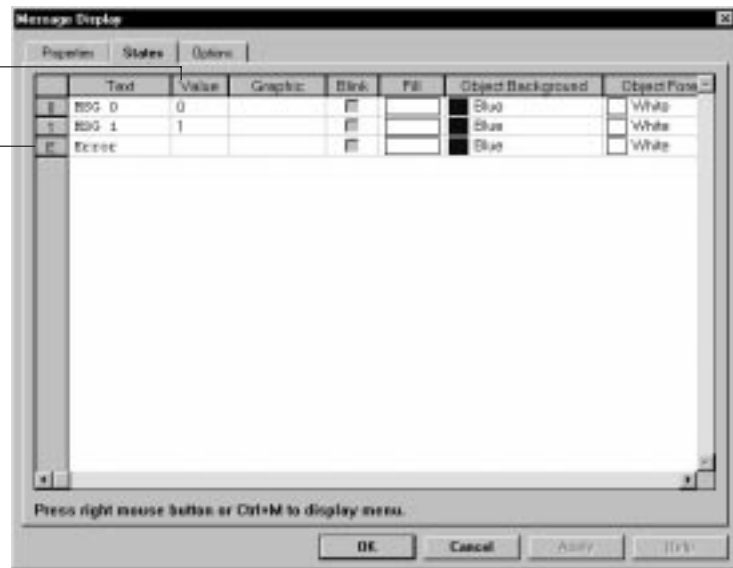 Message Display
Properties States Options
Text Value Graphic Blink Fill Object Background Object Fore
0 MSG 0 0 Blue White
1 MSG 1 1 Blue White
E Error Blue White
Press right mouse button or Ctrl+M to display menu.
OK Cancel Apply Help